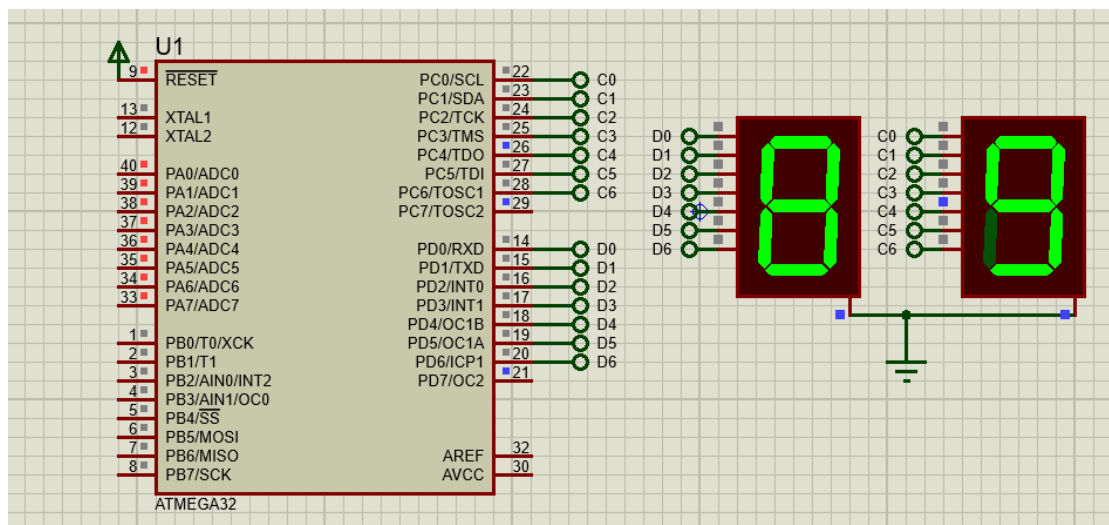 U1
9 RESET
13 XTAL1
12 XTAL2
40 PA0/ADC0
39 PA1/ADC1
38 PA2/ADC2
37 PA3/ADC3
36 PA4/ADC4
35 PA5/ADC5
34 PA6/ADC6
33 PA7/ADC7
1 PB0/T0/XCK
2 PB1/T1
3 PB2/AIN0/INT2
4 PB3/AIN1/OC0
5 PB4/SS
6 PB5/MOSI
7 PB6/MISO
8 PB7/SCK
ATMEGA32
PC0/SCL 22 C0
PC1/SDA 23 C1
PC2/TCK 24 C2
PC3/TMS 25 C3
PC4/TDO 26 C4
PC5/TDI 27 C5
PC6/TOSC1 28 C6
PC7/TOSC2 29
PD0/RXD 14 D0
PD1/TXD 15 D1
PD2/INT0 16 D2
PD3/INT1 17 D3
PD4/OC1B 18 D4
PD5/OC1A 19 D5
PD6/ICP1 20 D6
PD7/OC2 21
AREF 32
AVCC 30
D0
D1
D2
D3
D4
D5
D6
8
C0
C1
C2
C3
C4
C5
C6
9